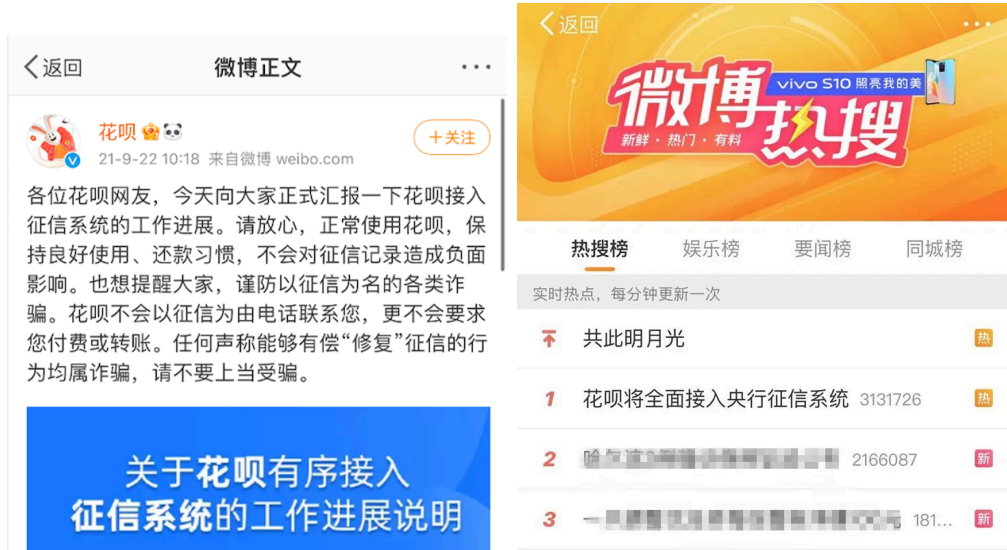 返回
微博正文
花呗
＋关注
21-9-22 10:18 来自微博 weibo.com
各位花呗网友，今天向大家正式汇报一下花呗接入
征信系统的工作进展。请放心，正常使用花呗，保
持良好使用、还款习惯，不会对征信记录造成负面
影响。也想提醒大家，谨防以征信为名的各类诈
骗。花呗不会以征信为由电话联系您，更不会要求
您付费或转账。任何声称能够有偿“修复”征信的行
为均属诈骗，请不要上当受骗。
关于花呗有序接入
征信系统的工作进展说明
返回
微博热搜
vivo S10 照亮我的美
新鲜·热门·有料
热搜榜 娱乐榜 要闻榜 同城榜
实时热点，每分钟更新一次
共此明月光 热
1 花呗将全面接入央行征信系统 3131726 热
2 2166087 新
3 181... 新